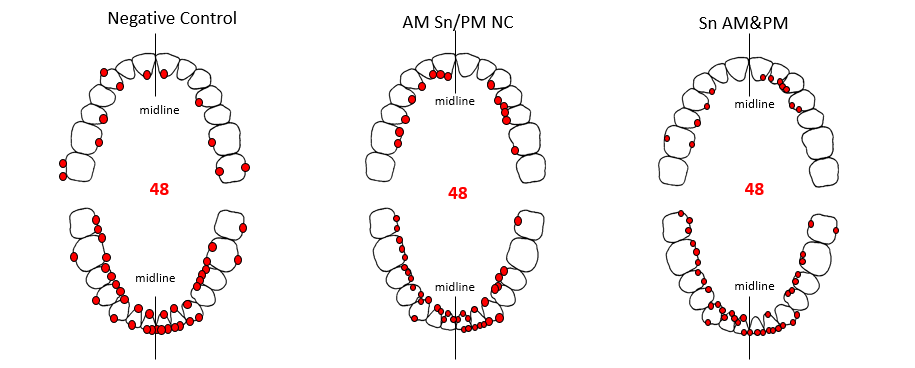 Negative Control
AM Sn/PM NC
Sn AM&PM
midline
midline
midline
48
48
48
midline
midline
midline